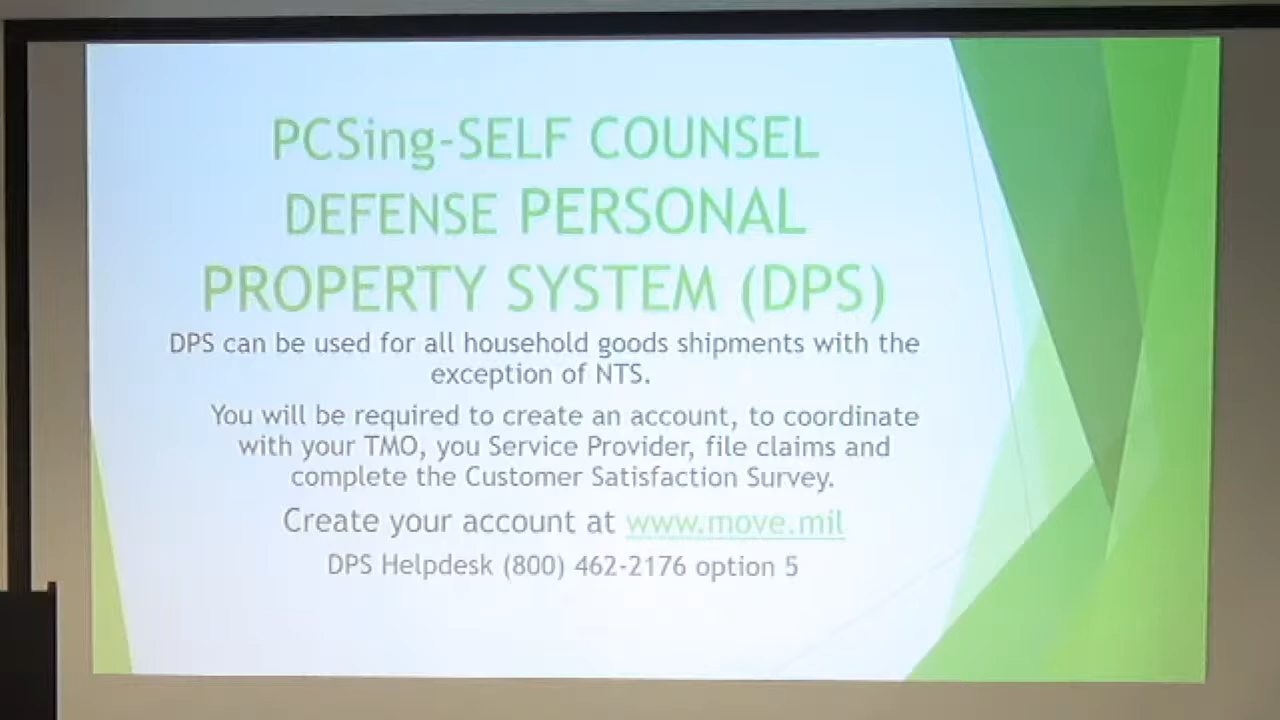 PCSing-SELF COUNSEL
DEFENSE PERSONAL
PROPERTY SYSTEM (DPS)
DPS can be used for all household goods shipments with the
exception of NTS.
You will be required to create an account, to coordinate
with your TMO, you Service Provider, file claims and
complete the Customer Satisfaction Survey.
Create your account at www.move.mil
DPS Helpdesk (800) 462-2176 option 5